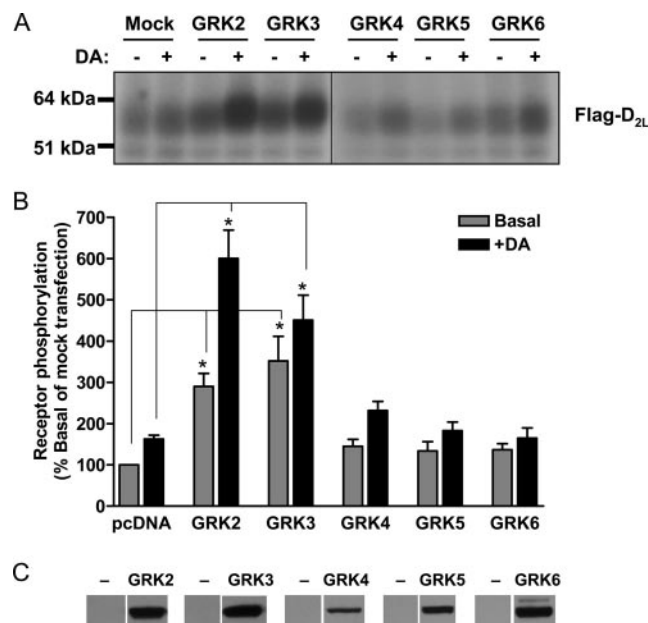 A
Mock GRK2 GRK3 GRK4 GRK5 GRK6
DA: - + - + - + - + - + - +
64 kDa
Flag-D2L
51 kDa
B
Receptor phosphorylation
(% Basal of mock transfection)
700
600
500
400
300
200
100
0
* * * *
Basal
+DA
pcDNA GRK2 GRK3 GRK4 GRK5 GRK6
C
– GRK2 – GRK3 – GRK4 – GRK5 – GRK6